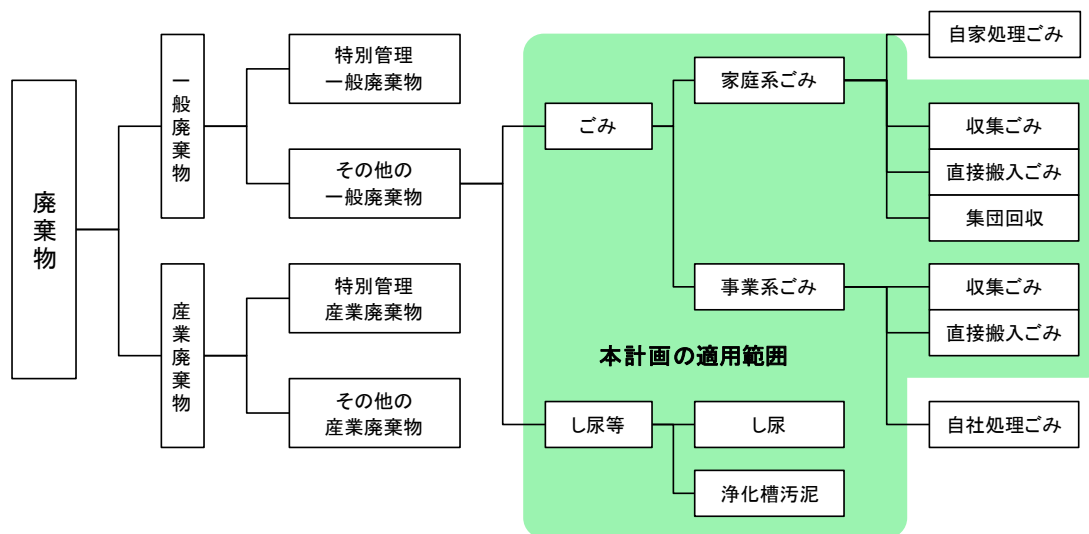 廃棄物
一般廃棄物
特別管理
一般廃棄物
その他の
一般廃棄物
産業廃棄物
特別管理
産業廃棄物
その他の
産業廃棄物
ごみ
家庭系ごみ
自家処理ごみ
収集ごみ
直接搬入ごみ
集団回収
事業系ごみ
収集ごみ
直接搬入ごみ
自社処理ごみ
本計画の適用範囲
し尿等
し尿
浄化槽汚泥